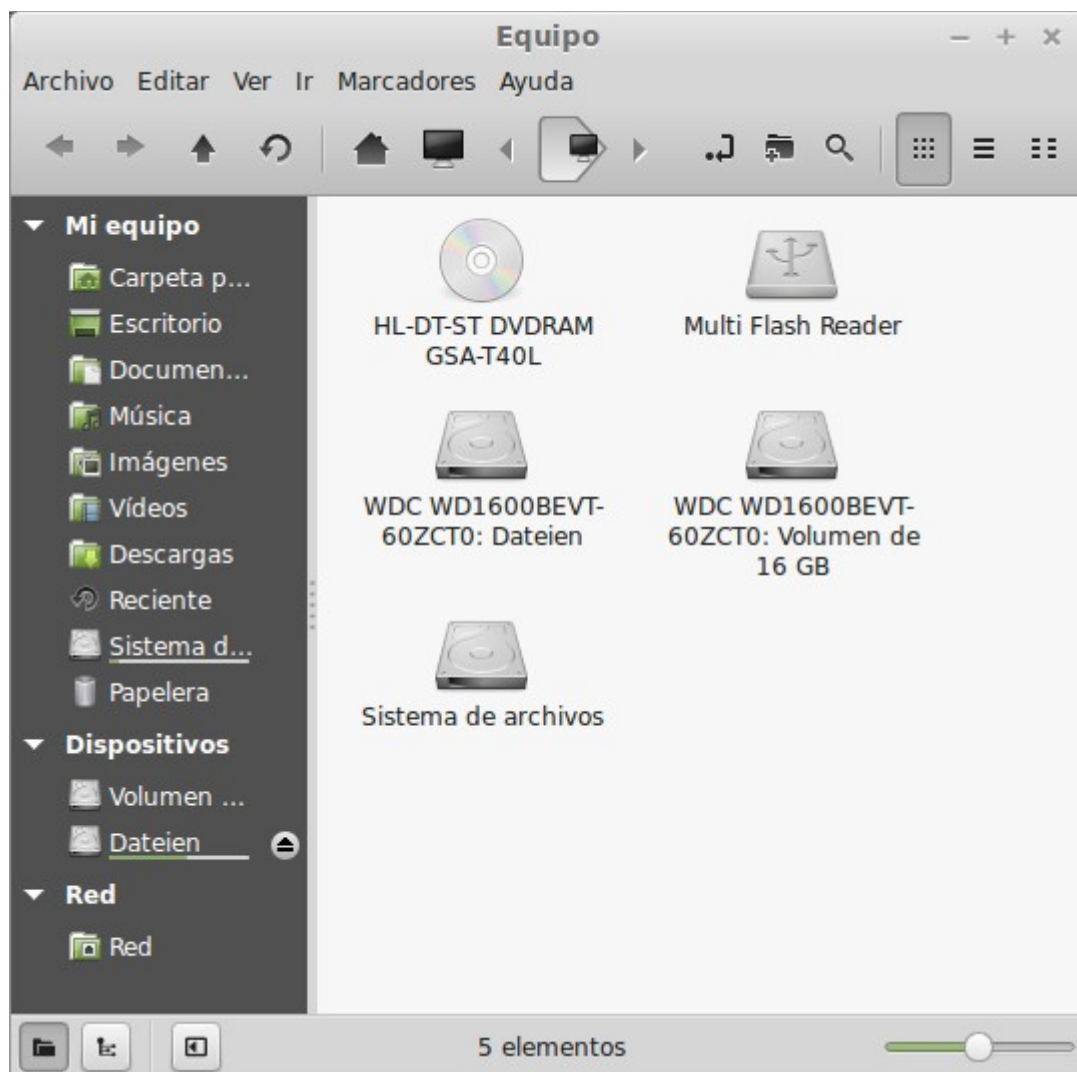 Equipo
Archivo Editar Ver Ir Marcadores Ayuda
Mi equipo
Carpeta p...
Escritorio
Documen...
Música
Imágenes
Vídeos
Descargas
Reciente
Sistema d...
Papelera
Dispositivos
Volumen ...
Dateien
Red
Red
HL-DT-ST DVDRAM
GSA-T40L
Multi Flash Reader
WDC WD1600BEVT-
60ZCT0: Dateien
WDC WD1600BEVT-
60ZCT0: Volumen de
16 GB
Sistema de archivos
5 elementos